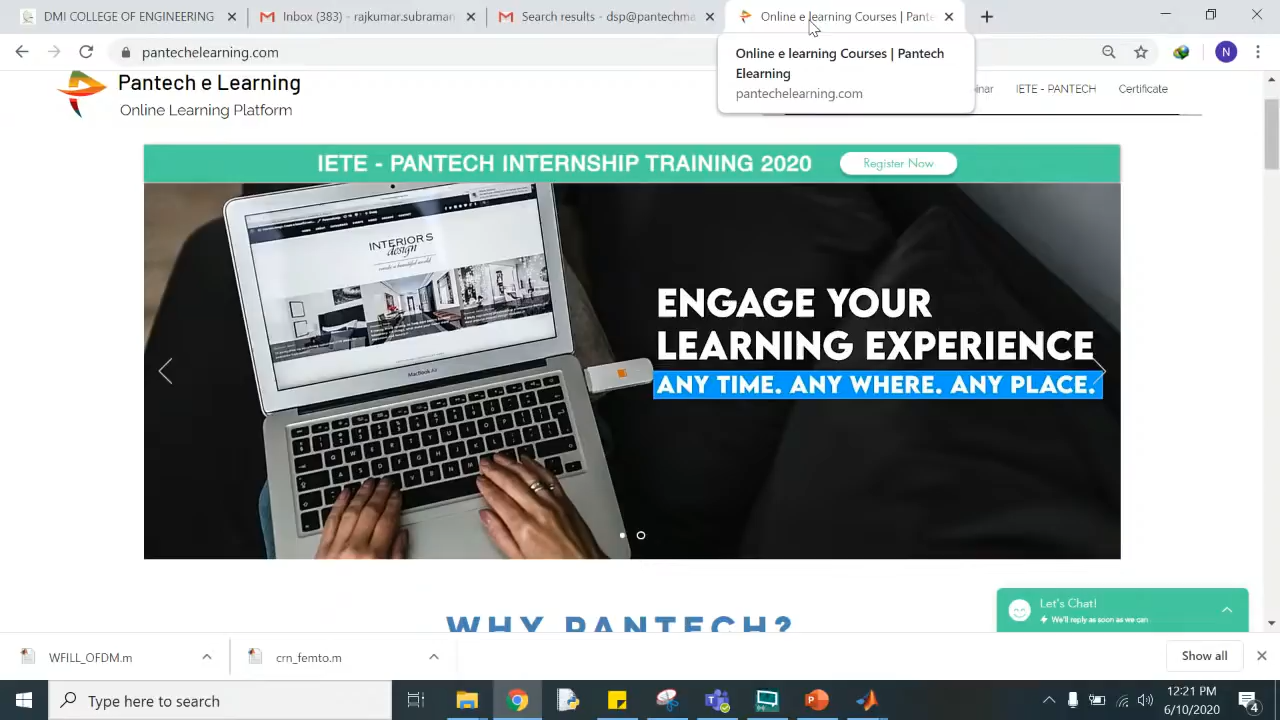 DMI COLLEGE OF ENGINEERING
Inbox (383) - rajkumar.subraman
Search results - dsp@pantechma
Online e learning Courses | Pante
pantechelearning.com
N
Online e learning Courses | Pantech
Elearning
pantechelearning.com
Pantech e Learning
Online Learning Platform
IETE - PANTECH
Certificate
IETE - PANTECH INTERNSHIP TRAINING 2020
Register Now
INTERIORS
design
MacBook Air
ENGAGE YOUR
LEARNING EXPERIENCE
ANY TIME. ANY WHERE. ANY PLACE.
WHY PANTECH?
Let's Chat!
We'll reply as soon as we can
WFILL_OFDM.m
crn_femto.m
Show all
Type here to search
12:21 PM
6/10/2020
4